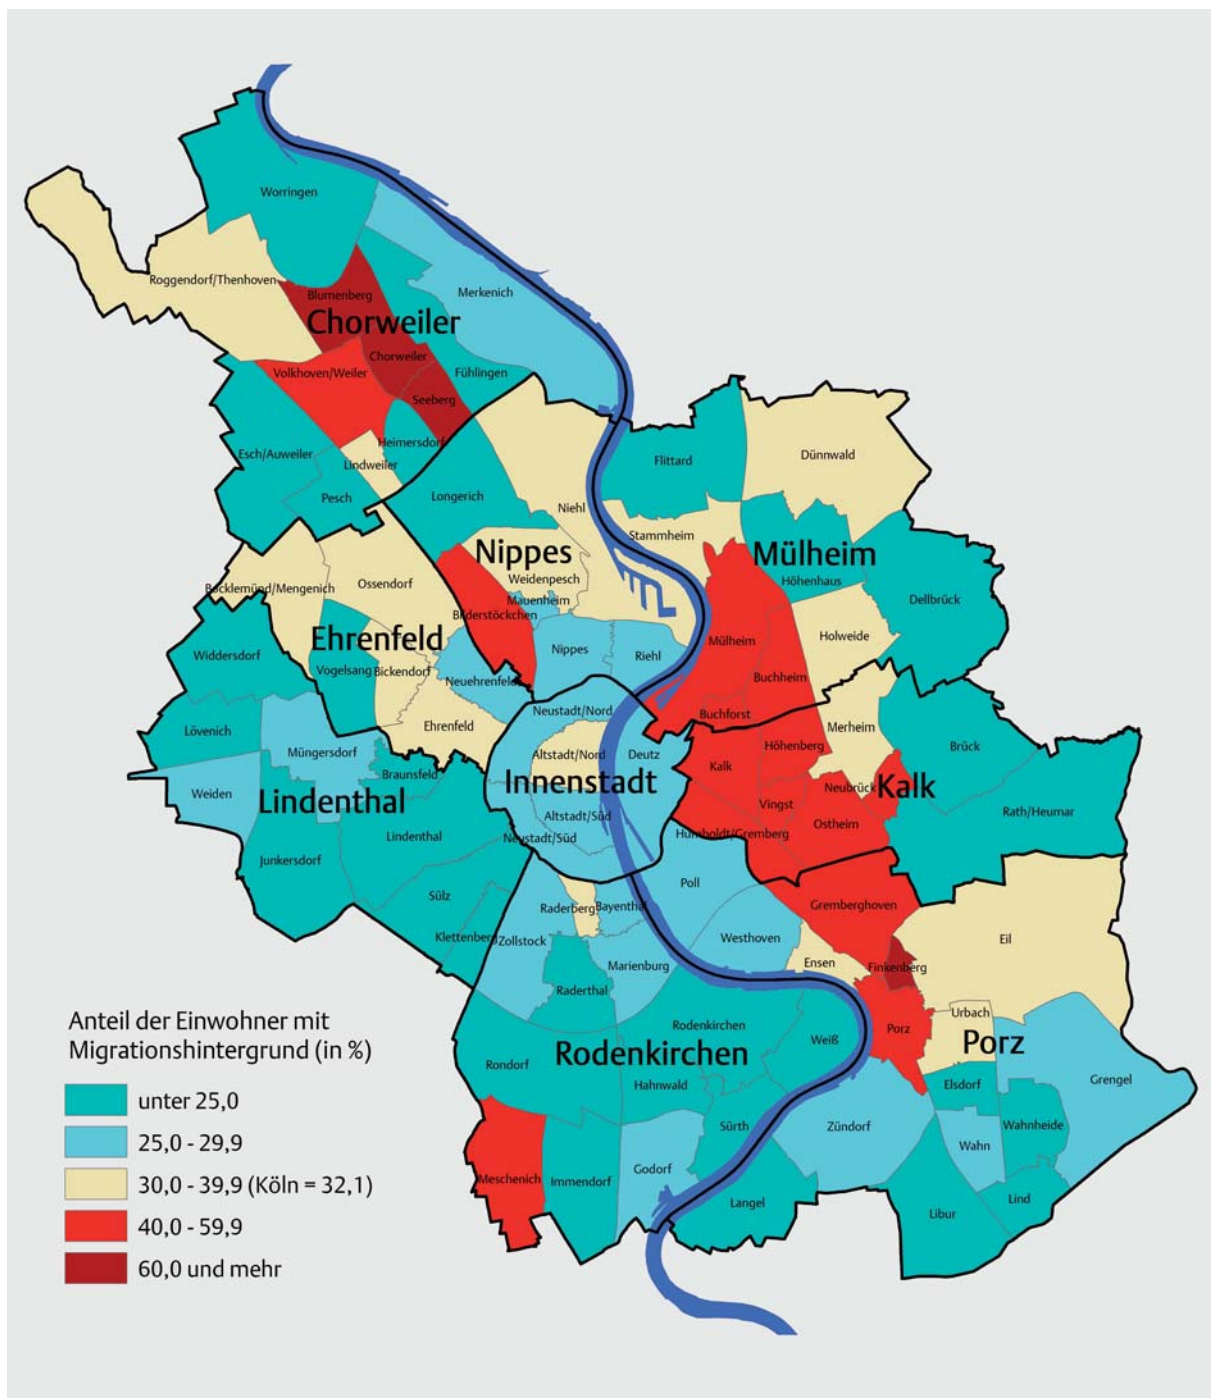 Worringen
Roggendorf/Thenhoven
Blumenberg
Merkenich
Chorweiler
Chorweiler
Volkhoven/Weiler
Fühlingen
Seeberg
Esch/Auweiler
Heimersdorf
Lindweiler
Pesch
Flittard
Dünnwald
Longerich
Niehl
Stammheim
Nippes
Mülheim
Weidenpesch
Höhenhaus
Bocklemünd/Mengenich
Ossendorf
Mauenheim
Dellbrück
Bilderstöckchen
Ehrenfeld
Holweide
Mülheim
Nippes
Riehl
Widdersdorf
Vogelsang
Bickendorf
Neuehrenfeld
Buchheim
Neustadt/Nord
Buchforst
Ehrenfeld
Merheim
Lövenich
Müngersdorf
Altstadt/Nord
Deutz
Höhenberg
Brück
Braunsfeld
Kalk
Innenstadt
Neubrück
Kalk
Weiden
Lindenthal
Vingst
Rath/Heumar
Altstadt/Süd
Ostheim
Lindenthal
Neustadt/Süd
Humboldt/Gremberg
Junkersdorf
Poll
Sülz
Raderberg
Bayenthal
Gremberghoven
Klettenberg
Zollstock
Westhoven
Eil
Marienburg
Ensen
Finkenberg
Raderthal
Urbach
Rodenkirchen
Porz
Weiß
Porz
Rodenkirchen
Rondorf
Hahnwald
Elsdorf
Grengel
Sürth
Zündorf
Wahnheide
Wahn
Godorf
Meschenich
Immendorf
Langel
Lind
Libur
Anteil der Einwohner mit
Migrationshintergrund (in %)
unter 25,0
25,0 - 29,9
30,0 - 39,9 (Köln = 32,1)
40,0 - 59,9
60,0 und mehr